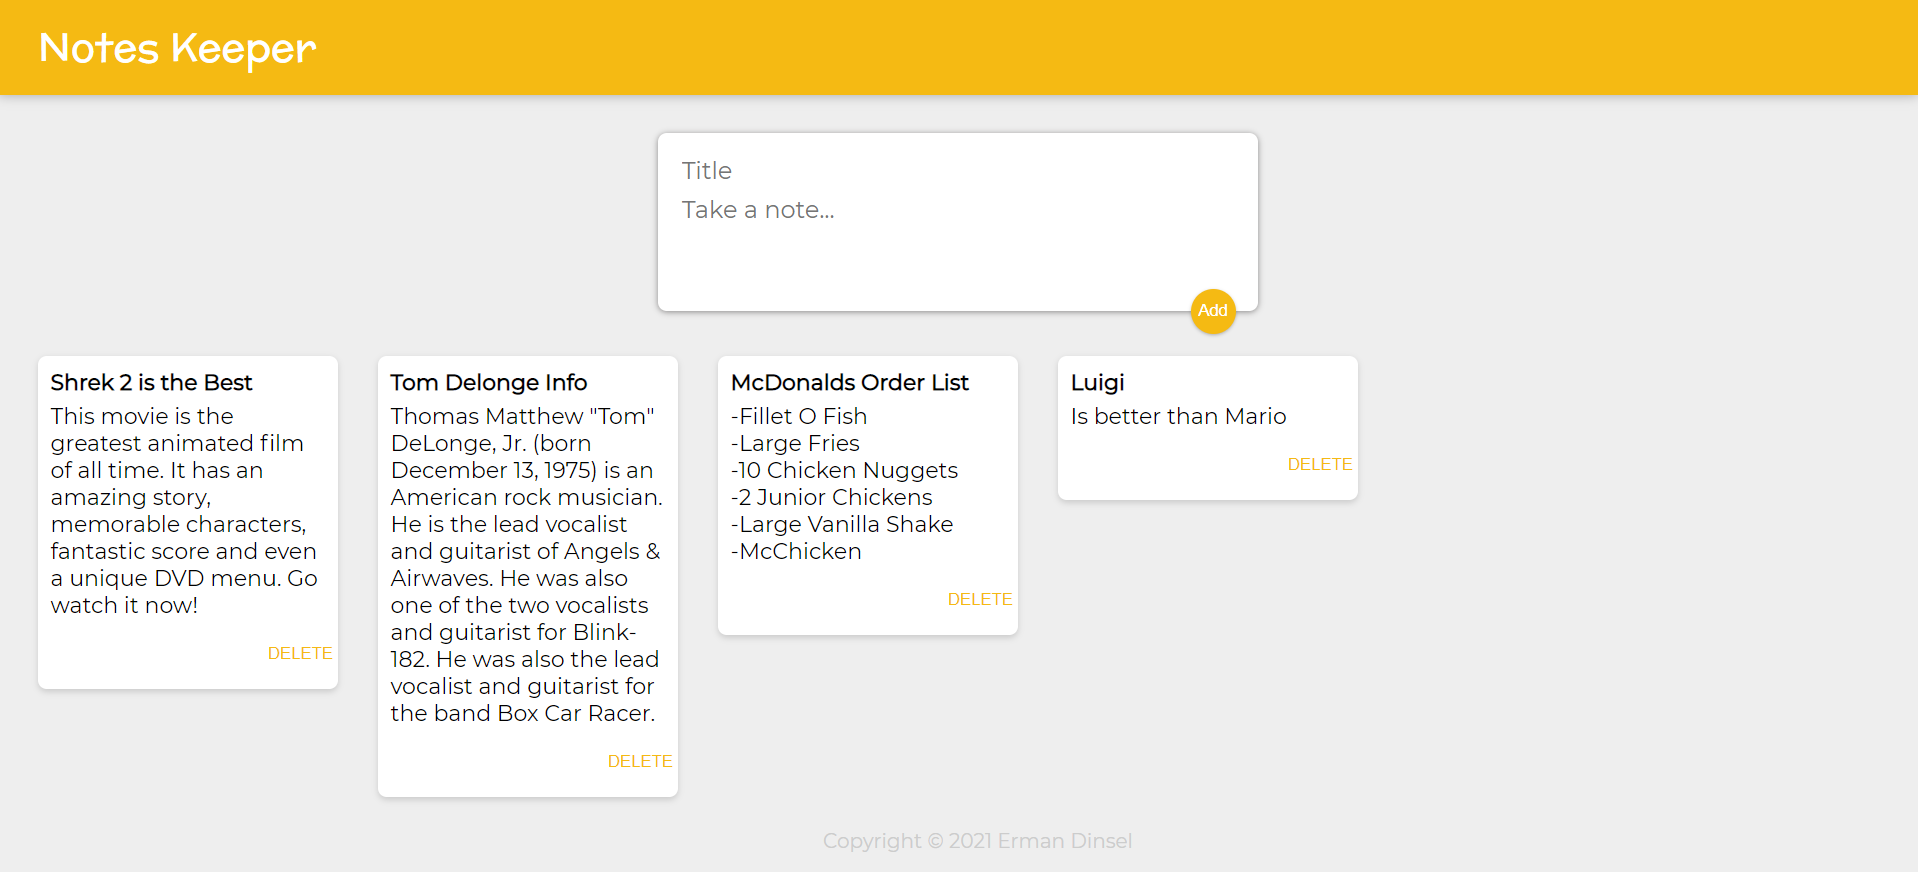 Notes Keeper
Title
Take a note...
Add
Shrek 2 is the Best
This movie is the
greatest animated film
of all time. It has an
amazing story,
memorable characters,
fantastic score and even
a unique DVD menu. Go
watch it now!
DELETE
Tom Delonge Info
Thomas Matthew "Tom"
DeLonge, Jr. (born
December 13, 1975) is an
American rock musician.
He is the lead vocalist
and guitarist of Angels &
Airwaves. He was also
one of the two vocalists
and guitarist for Blink-
182. He was also the lead
vocalist and guitarist for
the band Box Car Racer.
DELETE
McDonalds Order List
-Fillet O Fish
-Large Fries
-10 Chicken Nuggets
-2 Junior Chickens
-Large Vanilla Shake
-McChicken
DELETE
Luigi
Is better than Mario
DELETE
Copyright © 2021 Erman Dinsel